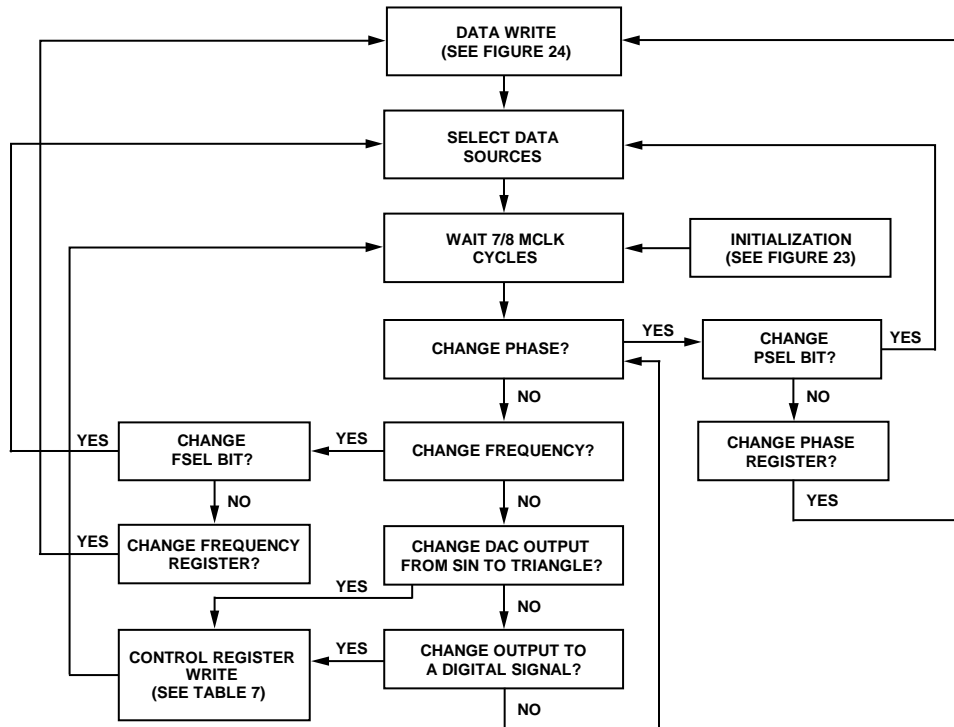 DATA WRITE
(SEE FIGURE 24)
SELECT DATA
SOURCES
WAIT 7/8 MCLK
CYCLES
INITIALIZATION
(SEE FIGURE 23)
CHANGE PHASE?
YES
CHANGE
PSEL BIT?
YES
NO
NO
CHANGE PHASE
REGISTER?
YES
CHANGE FREQUENCY?
YES
CHANGE
FSEL BIT?
YES
NO
NO
CHANGE FREQUENCY
REGISTER?
YES
CHANGE DAC OUTPUT
FROM SIN TO TRIANGLE?
YES
NO
CONTROL REGISTER
WRITE
(SEE TABLE 7)
YES
CHANGE OUTPUT TO
A DIGITAL SIGNAL?
NO